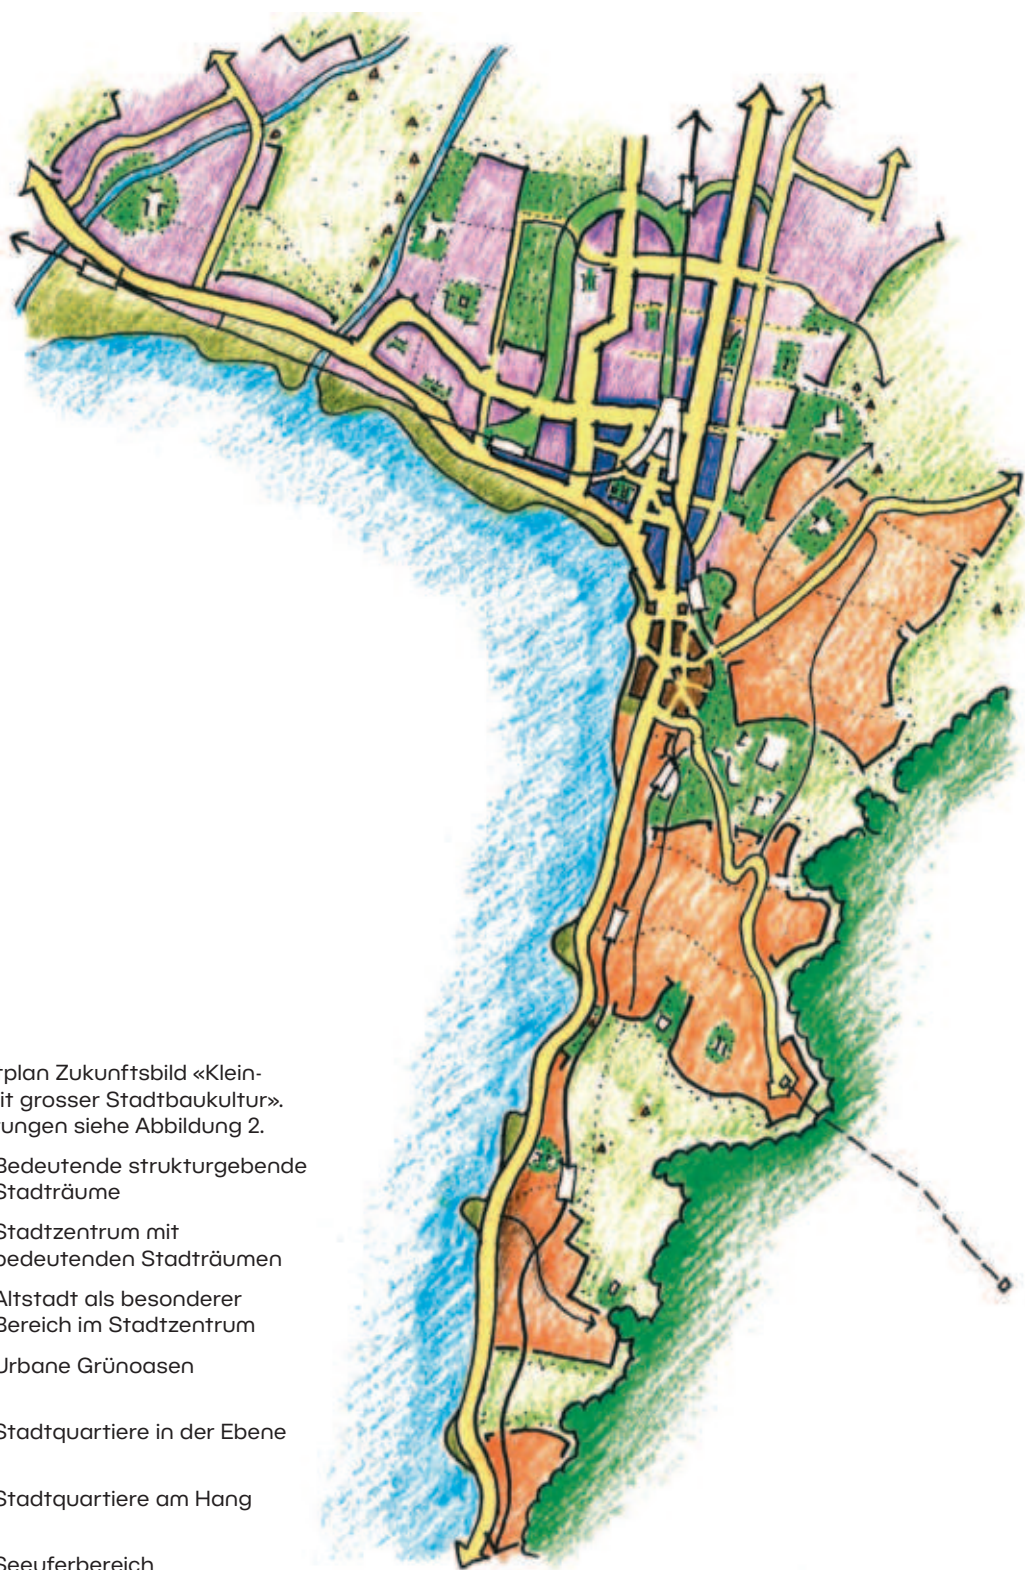 rplan Zukunftsbild «Klein-
it grosser Stadtbaukultur».
rungen siehe Abbildung 2.
Bedeutende strukturgebende
Stadträume
Stadtzentrum mit
bedeutenden Stadträumen
Altstadt als besonderer
Bereich im Stadtzentrum
Urbane Grünoasen
Stadtquartiere in der Ebene
Stadtquartiere am Hang
Seeuferbereich